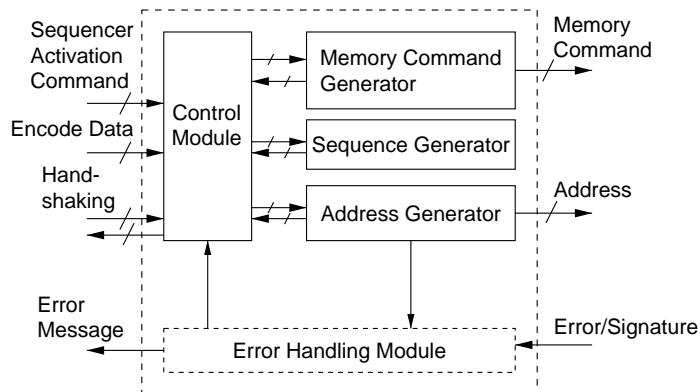 Sequencer
Activation
Command
Encode Data
Hand-
shaking
Error
Message
Control
Module
Memory Command
Generator
Sequence Generator
Address Generator
Error Handling Module
Memory
Command
Address
Error/Signature